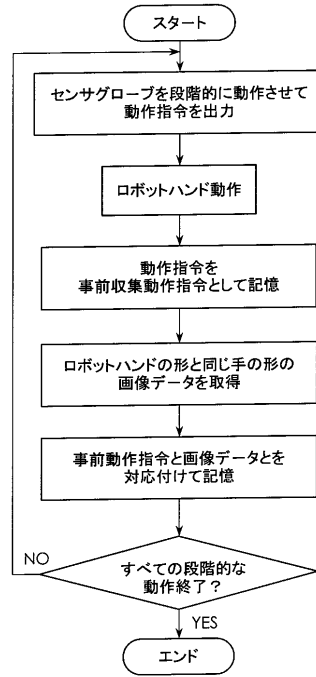 スタート
センサグローブを段階的に動作させて
動作指令を出力
ロボットハンド動作
動作指令を
事前収集動作指令として記憶
ロボットハンドの形と同じ手の形の
画像データを取得
事前動作指令と画像データとを
対応付けて記憶
NO
すべての段階的な
動作終了?
YES
エンド